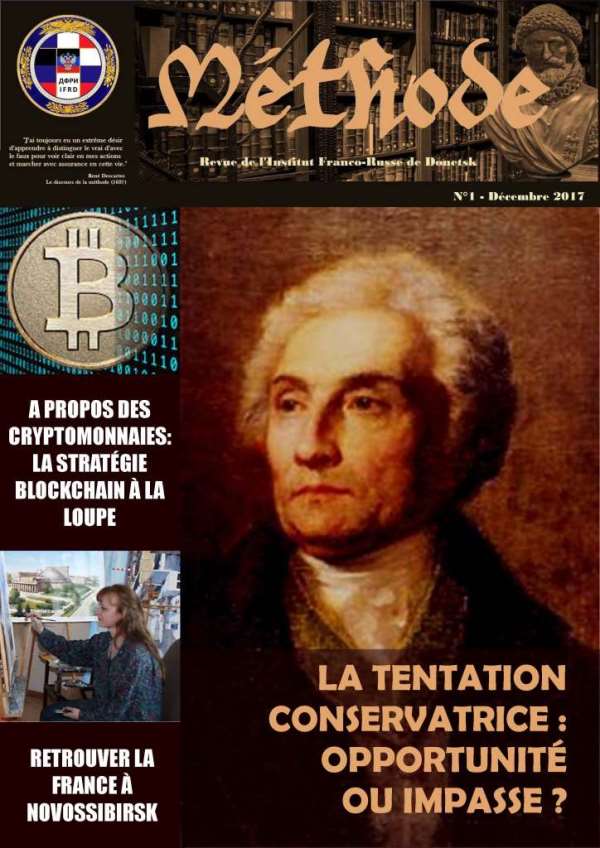 ДФРИ
IFRD
Méthode
"J'ai toujours eu un extrême désir
d'apprendre à distinguer le vrai d'avec
le faux pour voir clair en mes actions
et marcher avec assurance en cette vie."
René Descartes
Le discours de la méthode (1637)
Revue de l'Institut Franco-Russe de Donetsk
N°1 - Décembre 2017
A PROPOS DES
CRYPTOMONNAIES:
LA STRATÉGIE
BLOCKCHAIN À LA
LOUPE
RETROUVER LA
FRANCE À
NOVOSSIBIRSK
LA TENTATION
CONSERVATRICE :
OPPORTUNITÉ
OU IMPASSE ?